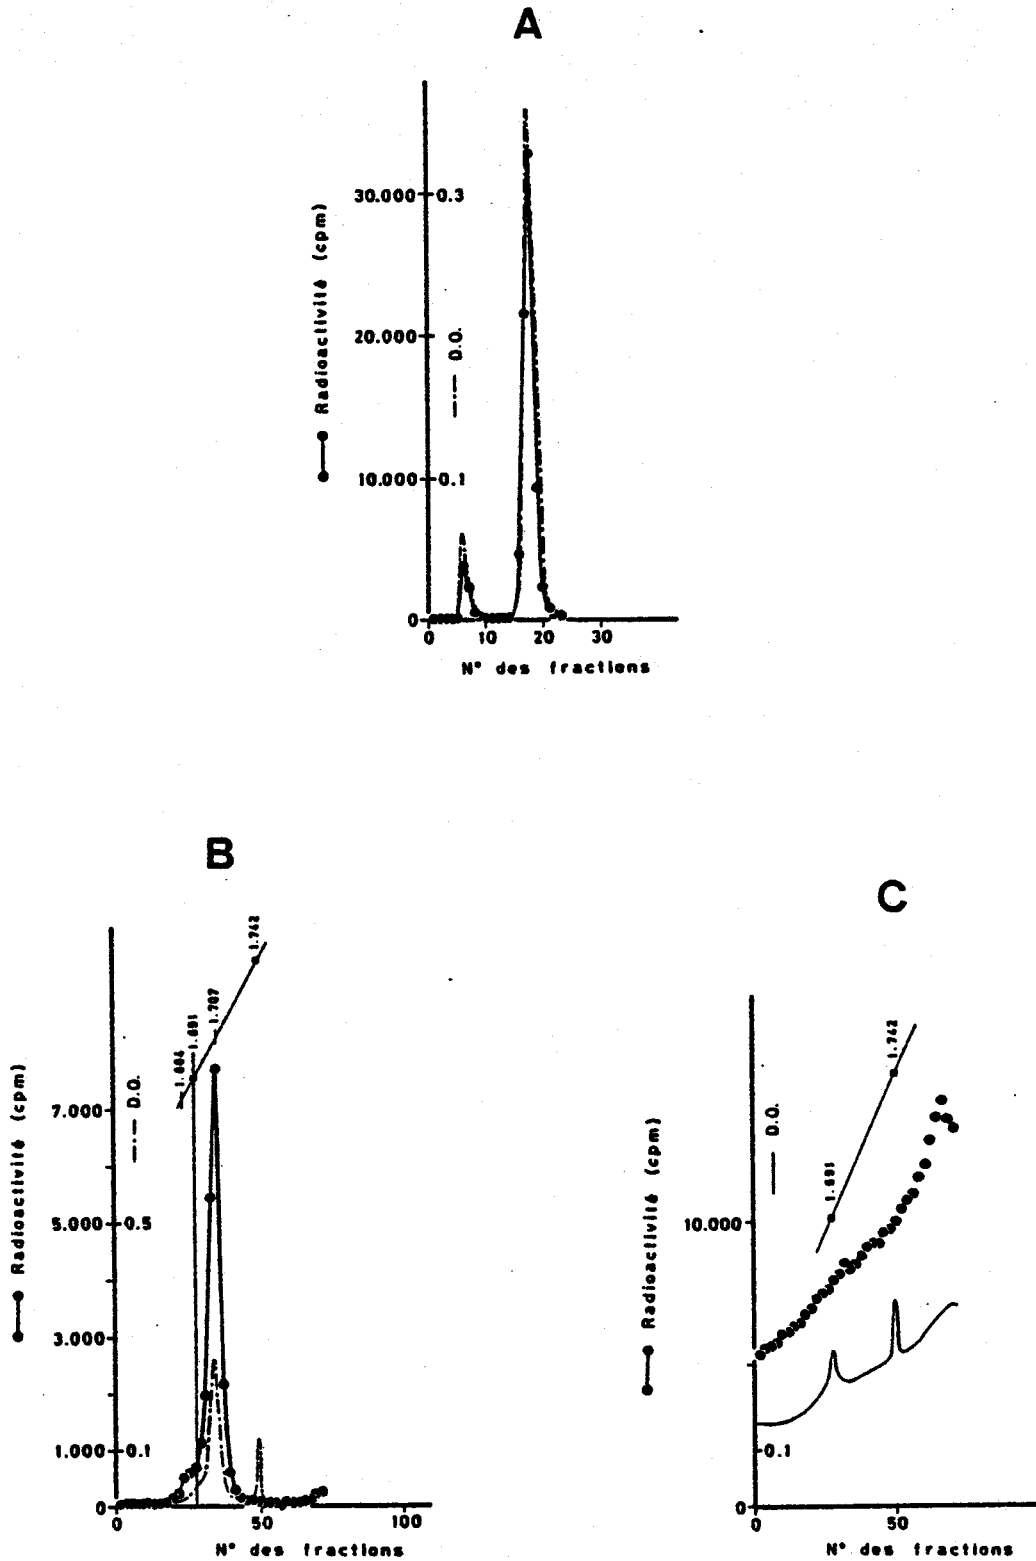 A
30.000
0.3
Radioactivité (cpm)
20.000
D.O.
10.000
0.1
0
0 10 20 30
N° des fractions
B
1.742
1.707
1.691
Radioactivité (cpm)
D.O.
7.000
5.000
0.5
3.000
1.000
0.1
0
0 50 100
N° des fractions
C
1.742
1.691
D.O.
Radioactivité (cpm)
10.000
0.1
0
0 50
N° des fractions